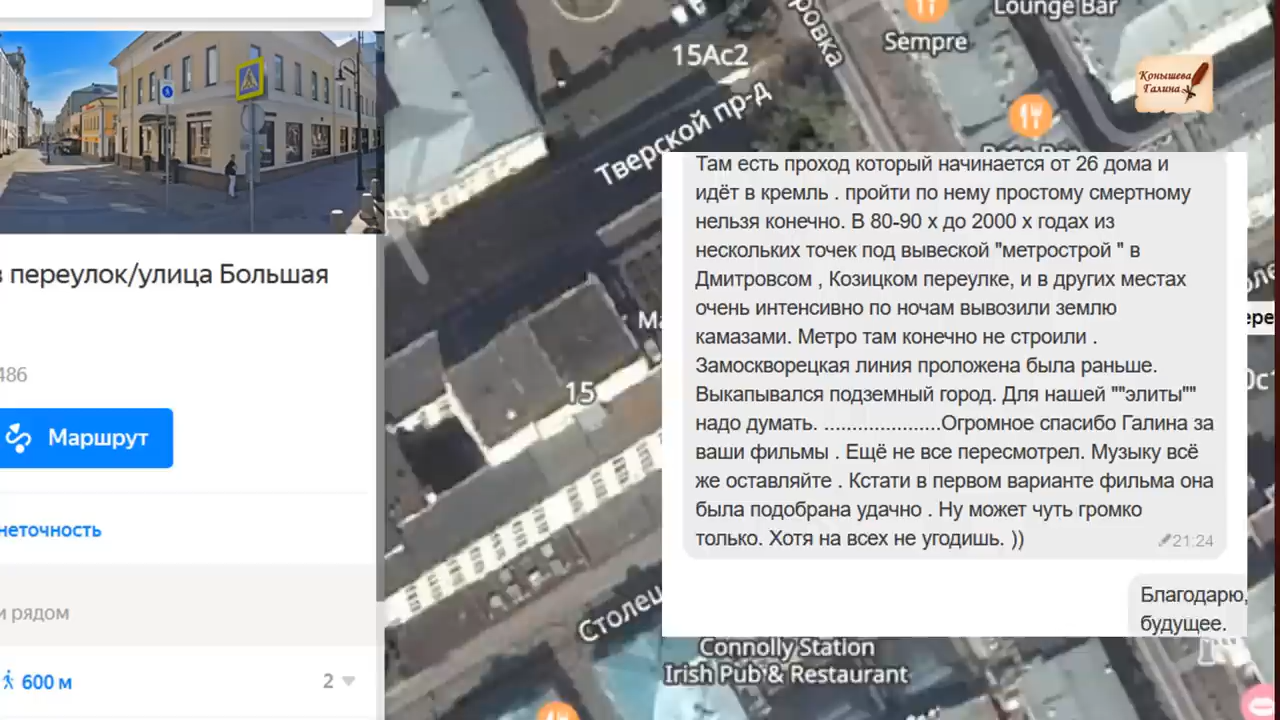 Lounge Bar
Sempre
15Ас2
ровка
Тверской пр-д
Конышева
Галина
в переулок/улица Большая
486
Маршрут
неточность
и рядом
600 м
2
15
Столец
Там есть проход который начинается от 26 дома и
идёт в кремль . пройти по нему простому смертному
нельзя конечно. В 80-90 х до 2000 х годах из
нескольких точек под вывеской "метрострой " в
Дмитровсом , Козицком переулке, и в других местах
очень интенсивно по ночам вывозили землю
камазами. Метро там конечно не строили .
Замоскворецкая линия проложена была раньше.
Выкапывался подземный город. Для нашей ""элиты""
надо думать. .....................Огромное спасибо Галина за
ваши фильмы . Ещё не все пересмотрел. Музыку всё
же оставляйте . Кстати в первом варианте фильма она
была подобрана удачно . Ну может чуть громко
только. Хотя на всех не угодишь. ))
21:24
Благодарю,
будущее.
Connolly Station
Irish Pub & Restaurant